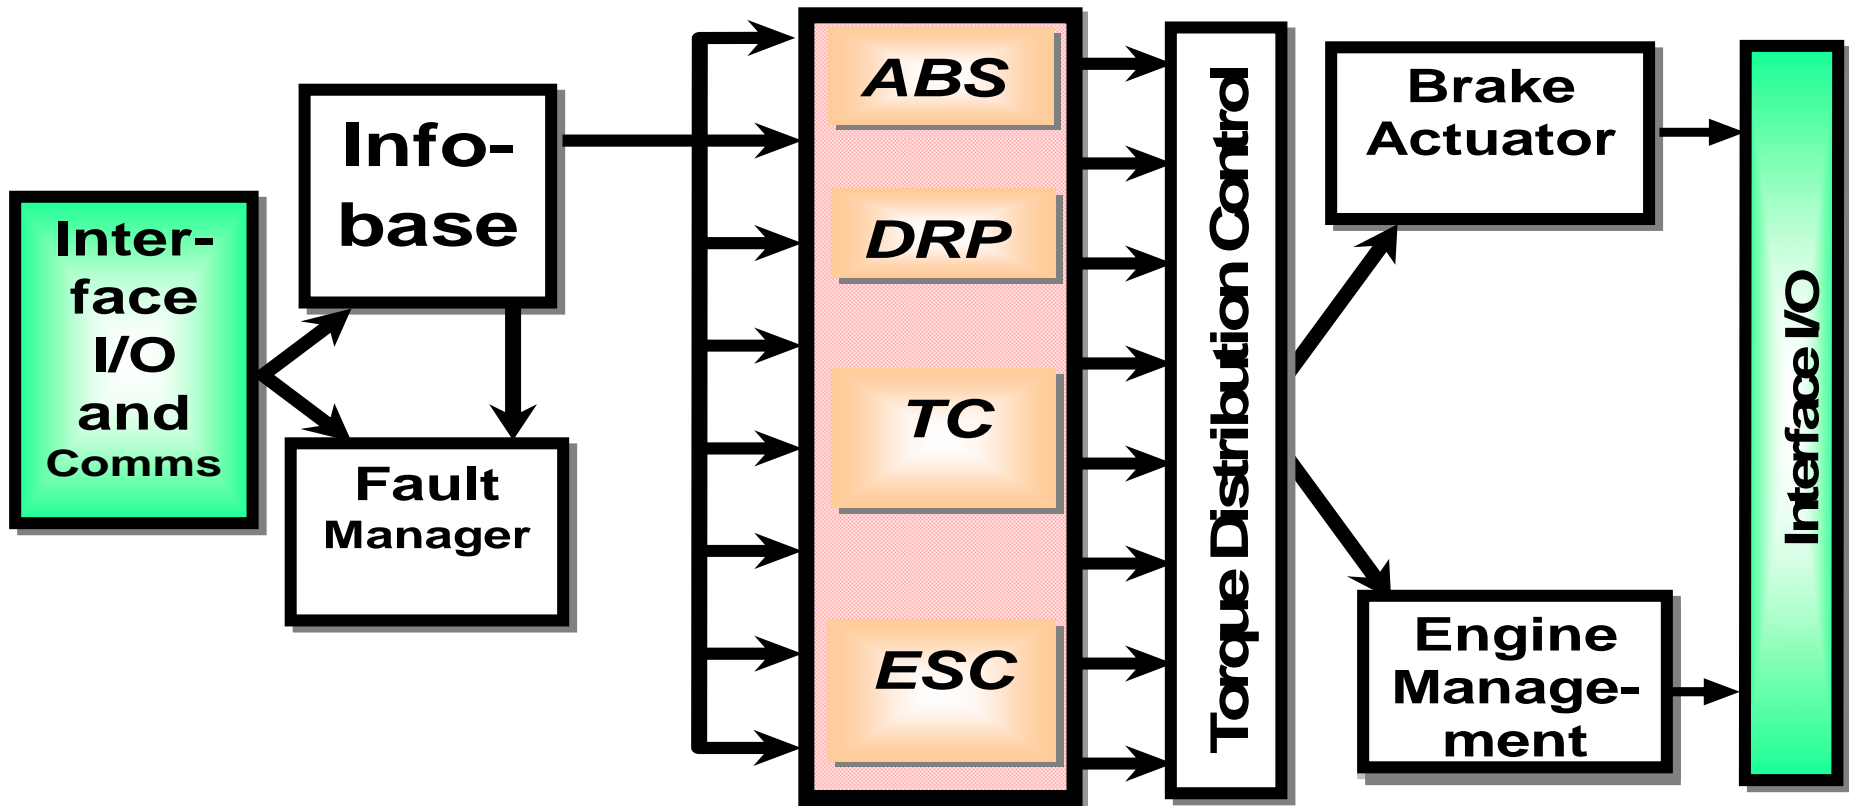 Inter-
face
I/O
and
Comms
Info-
base
Fault
Manager
ABS
DRP
TC
ESC
Torque Distribution Control
Brake
Actuator
Engine
Manage-
ment
Interface I/O